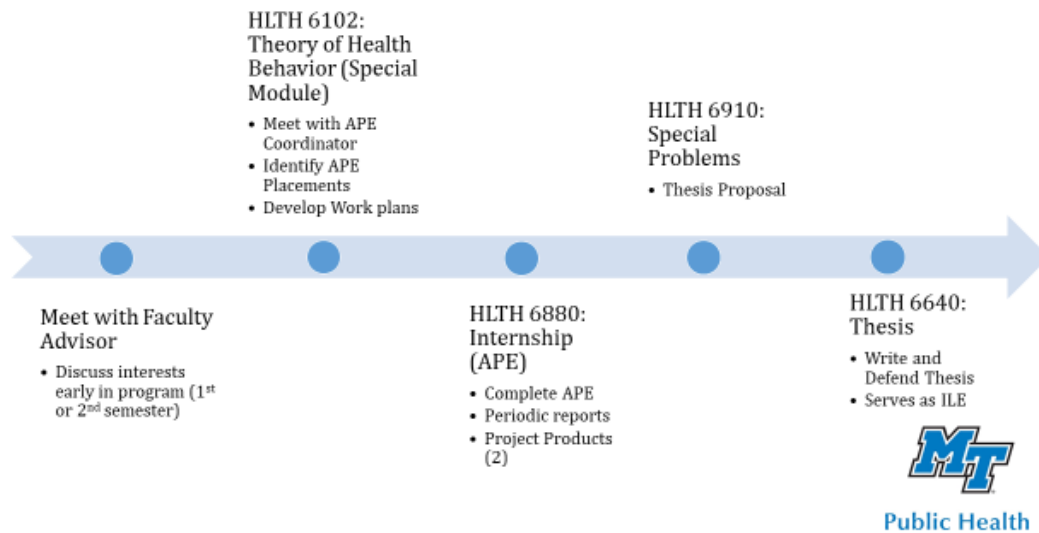 HLTH 6102:
Theory of Health
Behavior (Special
Module)
• Meet with APE
Coordinator
• Identify APE
Placements
• Develop Work plans
HLTH 6910:
Special
Problems
• Thesis Proposal
Meet with Faculty
Advisor
• Discuss interests
early in program (1st
or 2nd semester)
HLTH 6880:
Internship
(APE)
• Complete APE
• Periodic reports
• Project Products
(2)
HLTH 6640:
Thesis
• Write and
Defend Thesis
• Serves as ILE
MT
Public Health